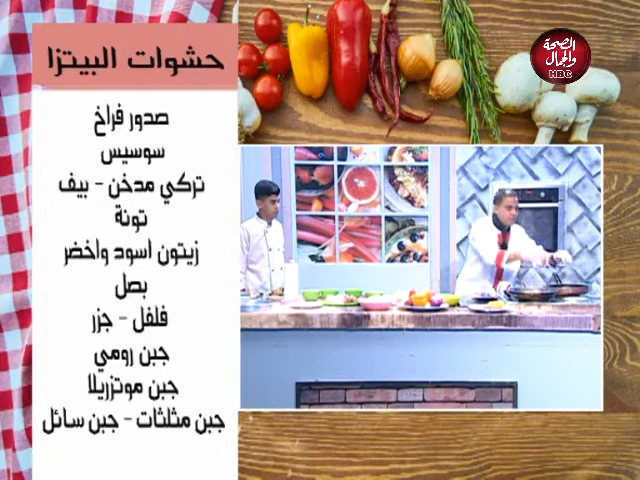 حشوات البيتزا
صدور فراخ
سوسيس
تركي مدخن - بيف
تونة
زيتون اسود واخضر
بصل
فلفل - جزر
جبن رومي
جبن موتزريلا
جبن مثلثات - جبن سائل
الصحة
والجمال
HBC